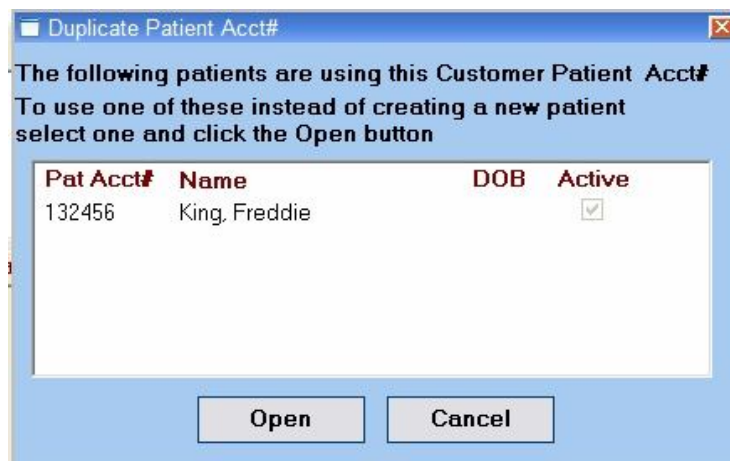 Duplicate Patient Acct#
The following patients are using this Customer Patient Acct#
To use one of these instead of creating a new patient
select one and click the Open button
Pat Acct# Name DOB Active
132456 King, Freddie
Open Cancel